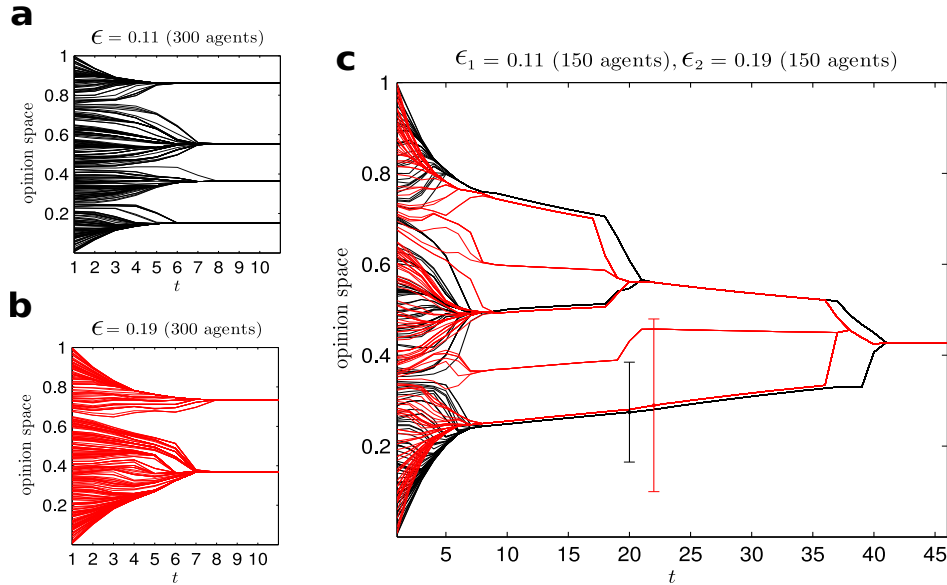 a
ϵ = 0.11 (300 agents)
1
0.8
0.6
0.4
0.2
opinion space
1 2 3 4 5 6 7 8 9 10
t
b
ϵ = 0.19 (300 agents)
1
0.8
0.6
0.4
0.2
opinion space
1 2 3 4 5 6 7 8 9 10
t
c
ϵ₁ = 0.11 (150 agents), ϵ₂ = 0.19 (150 agents)
1
0.8
0.6
0.4
0.2
opinion space
5 10 15 20 25 30 35 40 45
t